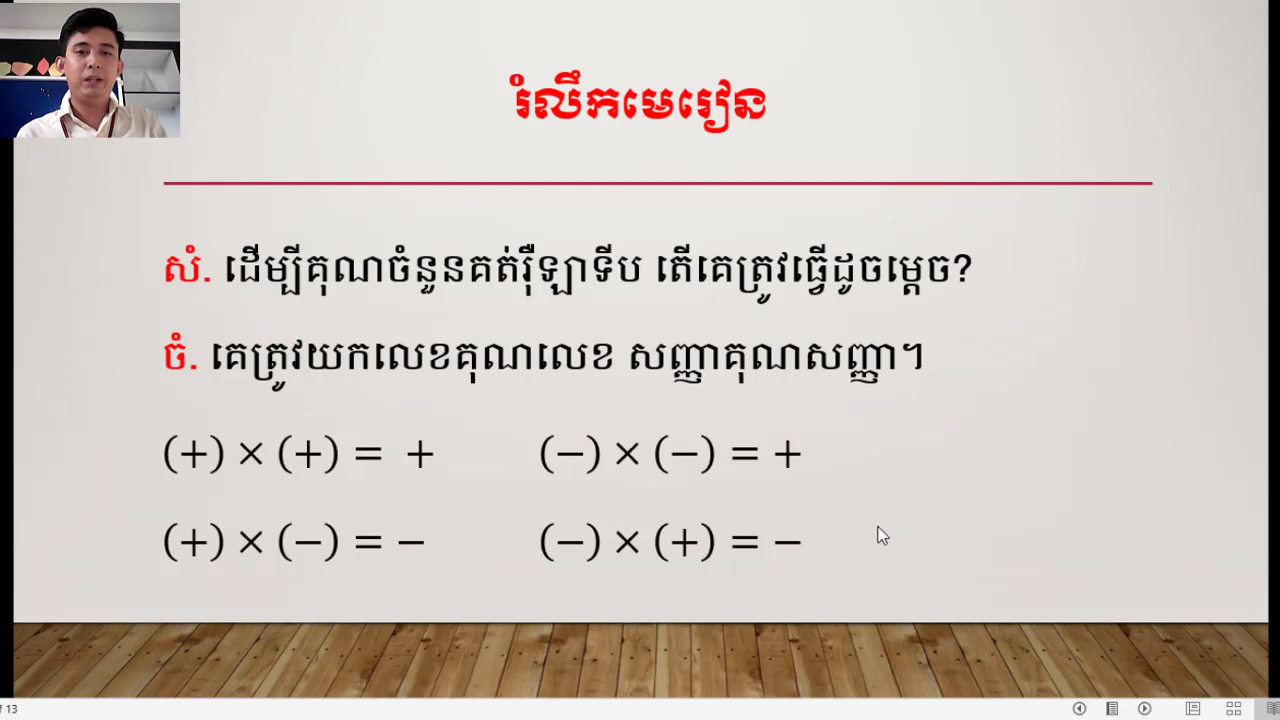 រំលឹកមេរៀន
សំ. ដើម្បីគុណចំនួនគត់រ៉ឺឡាទីប តើគេត្រូវធ្វើដូចម្ដេច?
ចំ. គេត្រូវយកលេខគុណលេខ សញ្ញាគុណសញ្ញា។
(+) × (+) = + (−) × (−) = +
(+) × (−) = − (−) × (+) = −
f 13